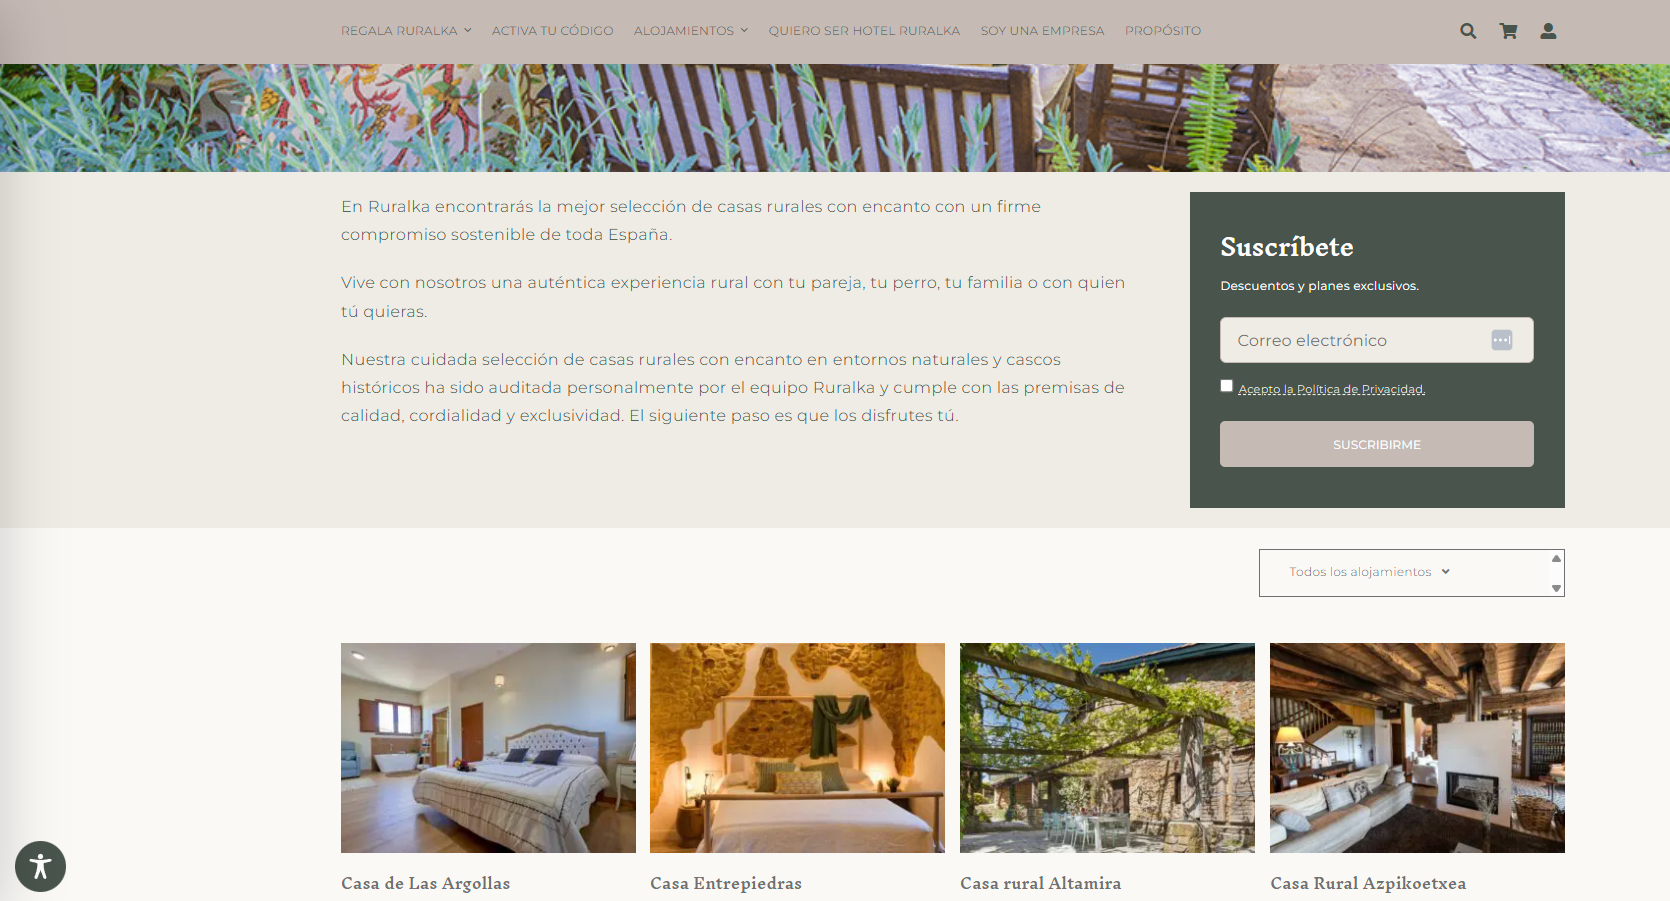 REGALA RURALKA
ACTIVA TU CÓDIGO
ALOJAMIENTOS
QUIERO SER HOTEL RURALKA
SOY UNA EMPRESA
PROPÓSITO
En Ruralka encontrarás la mejor selección de casas rurales con encanto con un firme
compromiso sostenible de toda España.
Vive con nosotros una auténtica experiencia rural con tu pareja, tu perro, tu familia o con quien
tú quieras.
Nuestra cuidada selección de casas rurales con encanto en entornos naturales y cascos
históricos ha sido auditada personalmente por el equipo Ruralka y cumple con las premisas de
calidad, cordialidad y exclusividad. El siguiente paso es que los disfrutes tú.
Suscríbete
Descuentos y planes exclusivos.
Correo electrónico
Acepto la Política de Privacidad.
SUSCRIBIRME
Todos los alojamientos
Casa de Las Argollas
Casa Entrepiedras
Casa rural Altamira
Casa Rural Azpikoetxea